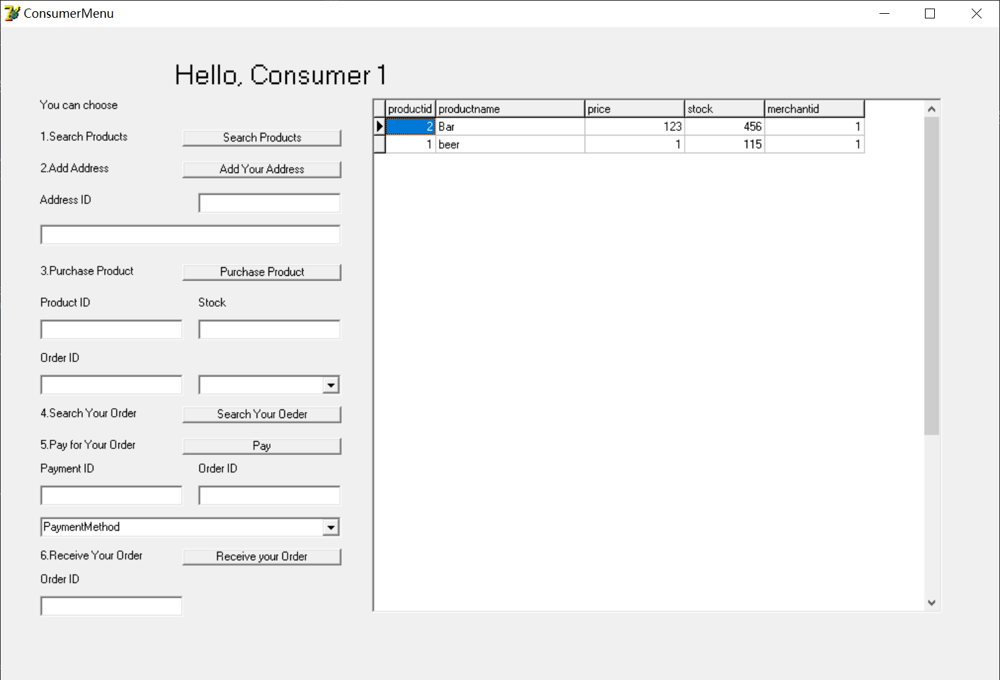 ConsumerMenu
Hello, Consumer 1
You can choose
1.Search Products
Search Products
2.Add Address
Add Your Address
Address ID
3.Purchase Product
Purchase Product
Product ID
Stock
Order ID
4.Search Your Order
Search Your Oeder
5.Pay for Your Order
Pay
Payment ID
Order ID
PaymentMethod
6.Receive Your Order
Receive your Order
Order ID
productid productname price stock merchantid
2 Bar 123 456 1
1 beer 1 115 1